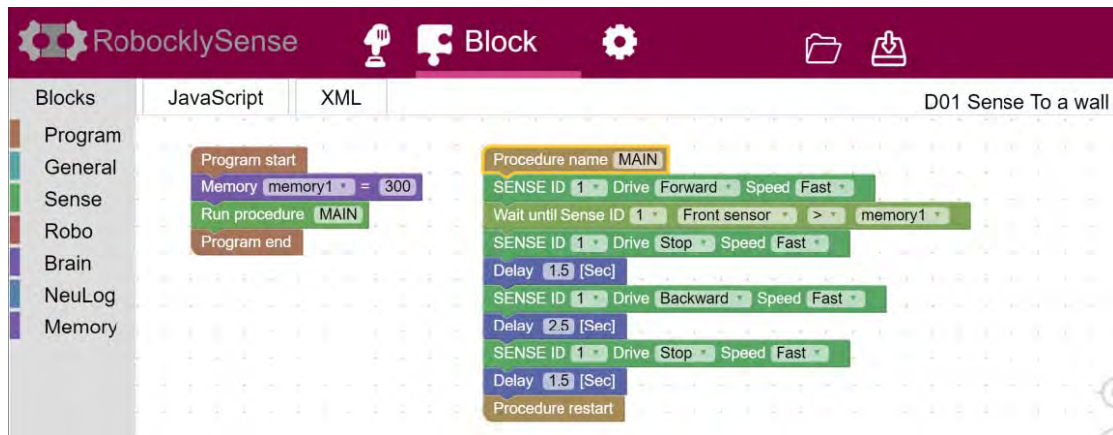 RobocklySense Block
Blocks JavaScript XML D01 Sense To a wall
Program
General
Sense
Robo
Brain
NeuLog
Memory
Program start
Memory memory1 = 300
Run procedure MAIN
Program end
Procedure name MAIN
SENSE ID 1 Drive Forward Speed Fast
Wait until Sense ID 1 Front sensor > memory1
SENSE ID 1 Drive Stop Speed Fast
Delay 1.5 [Sec]
SENSE ID 1 Drive Backward Speed Fast
Delay 2.5 [Sec]
SENSE ID 1 Drive Stop Speed Fast
Delay 1.5 [Sec]
Procedure restart